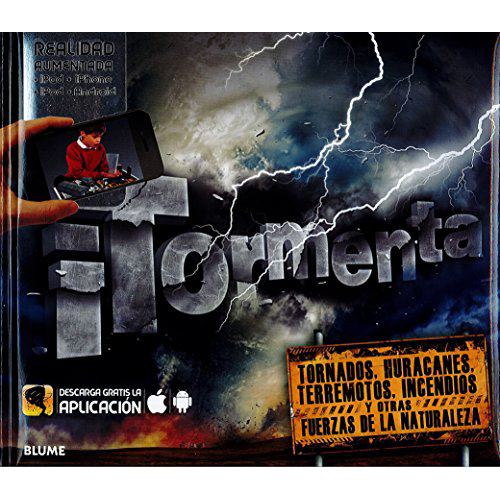 REALIDAD
AUMENTADA
• iPad • iPhone
• iPod • Android
iTormenta
TORNADOS, HURACANES,
TERREMOTOS, INCENDIOS
Y OTRAS
FUERZAS DE LA NATURALEZA
DESCARGA GRATIS LA
APLICACIÓN
BLUME